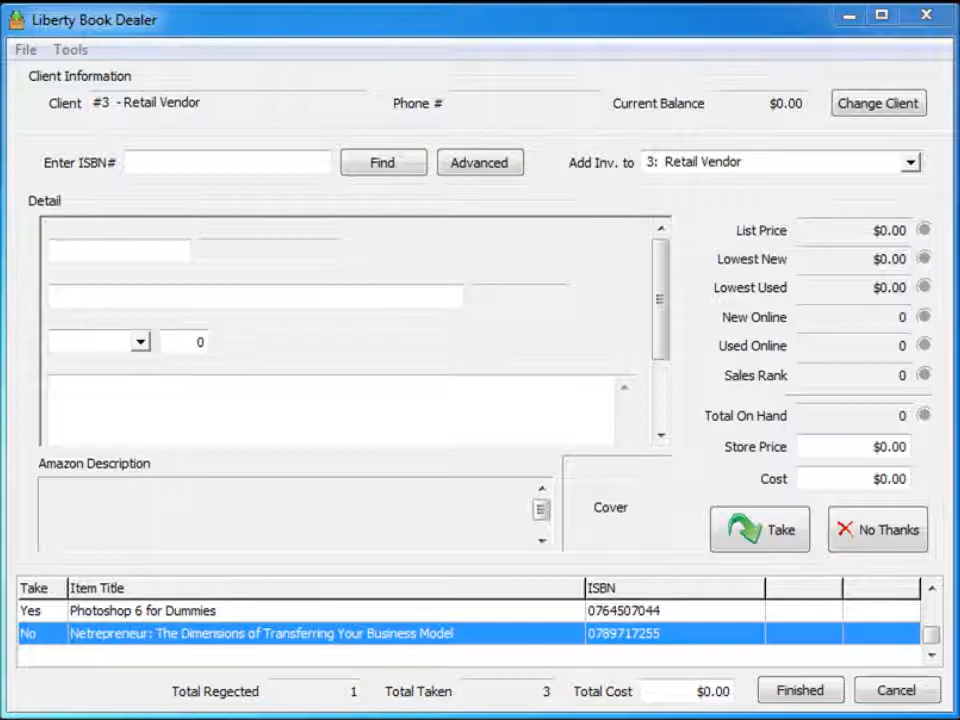 Liberty Book Dealer
File Tools
Client Information
Client #3 - Retail Vendor Phone # Current Balance $0.00 Change Client
Enter ISBN# Find Advanced Add Inv. to 3: Retail Vendor
Detail
List Price $0.00
Lowest New $0.00
Lowest Used $0.00
New Online 0
0 Used Online 0
Sales Rank 0
Total On Hand 0
Store Price $0.00
Amazon Description
Cost $0.00
Cover
Take No Thanks
Take Item Title ISBN
Yes Photoshop 6 for Dummies 0764507044
No Netrepreneur: The Dimensions of Transferring Your Business Model 0789717255
Total Regected 1 Total Taken 3 Total Cost $0.00 Finished Cancel